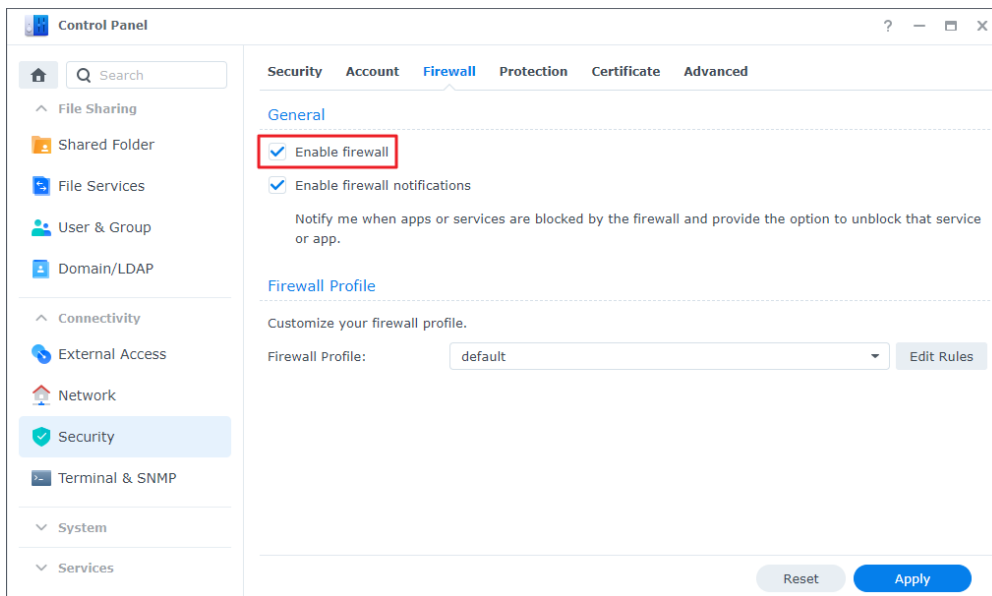 Control Panel
?
Search
File Sharing
Shared Folder
File Services
User & Group
Domain/LDAP
Connectivity
External Access
Network
Security
Terminal & SNMP
System
Services
Security Account Firewall Protection Certificate Advanced
General
Enable firewall
Enable firewall notifications
Notify me when apps or services are blocked by the firewall and provide the option to unblock that service
or app.
Firewall Profile
Customize your firewall profile.
Firewall Profile: default Edit Rules
Reset Apply